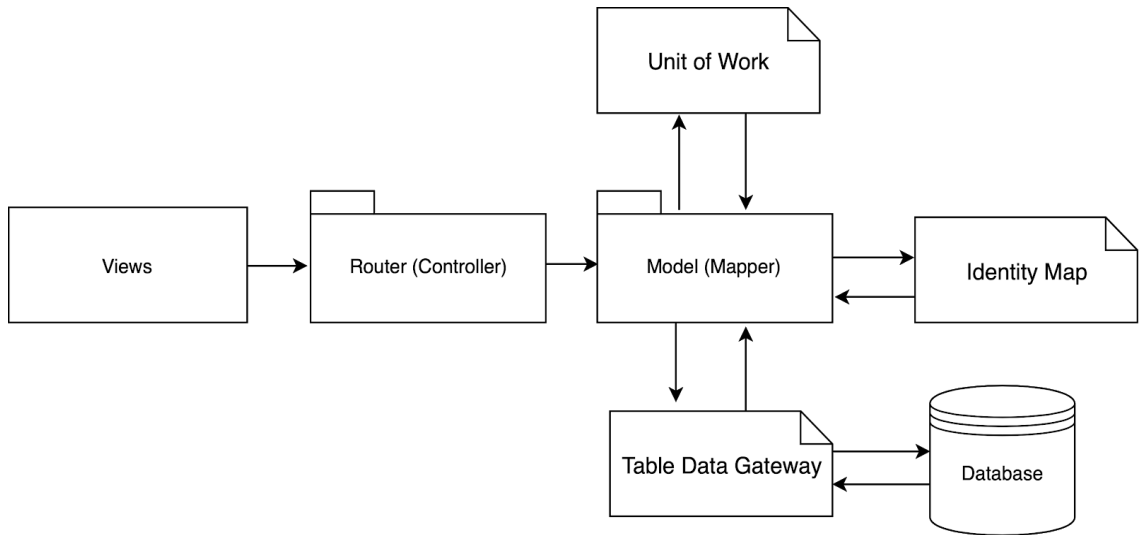 Unit of Work
Views
Router (Controller)
Model (Mapper)
Identity Map
Table Data Gateway
Database